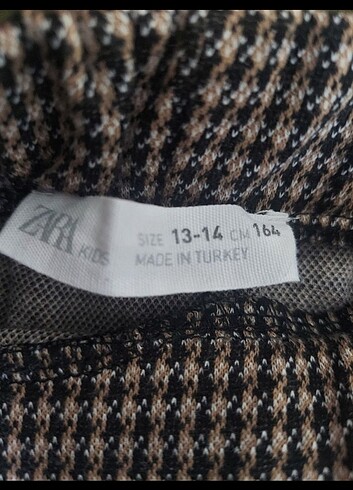 ZARA
KIDS
SIZE 13-14 CM 164
MADE IN TURKEY